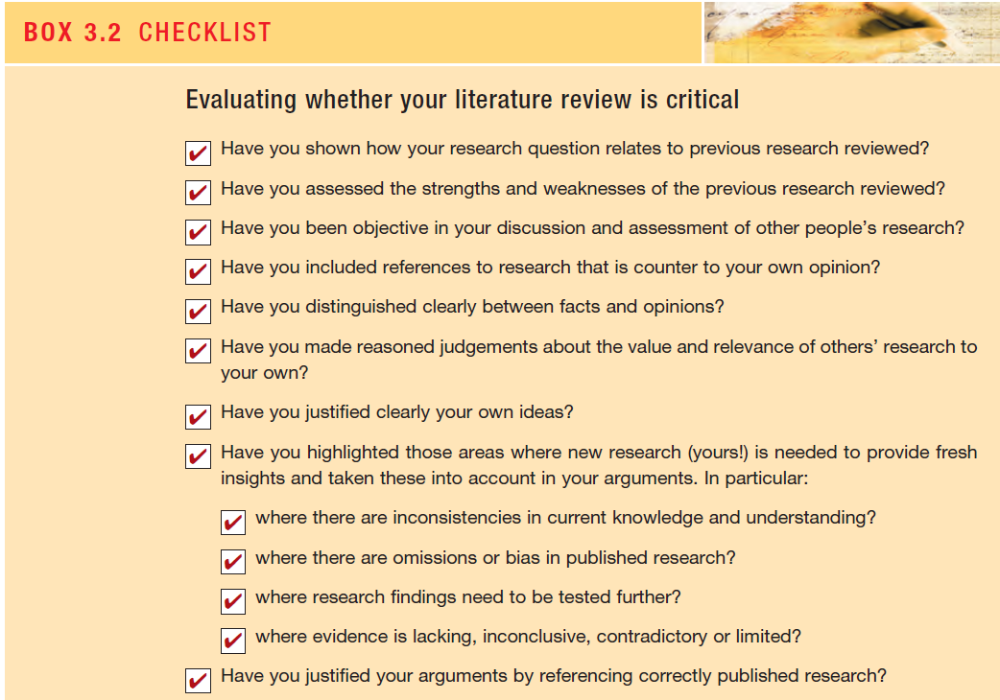 BOX 3.2 CHECKLIST
Evaluating whether your literature review is critical
Have you shown how your research question relates to previous research reviewed?
Have you assessed the strengths and weaknesses of the previous research reviewed?
Have you been objective in your discussion and assessment of other people’s research?
Have you included references to research that is counter to your own opinion?
Have you distinguished clearly between facts and opinions?
Have you made reasoned judgements about the value and relevance of others’ research to
your own?
Have you justified clearly your own ideas?
Have you highlighted those areas where new research (yours!) is needed to provide fresh
insights and taken these into account in your arguments. In particular:
where there are inconsistencies in current knowledge and understanding?
where there are omissions or bias in published research?
where research findings need to be tested further?
where evidence is lacking, inconclusive, contradictory or limited?
Have you justified your arguments by referencing correctly published research?